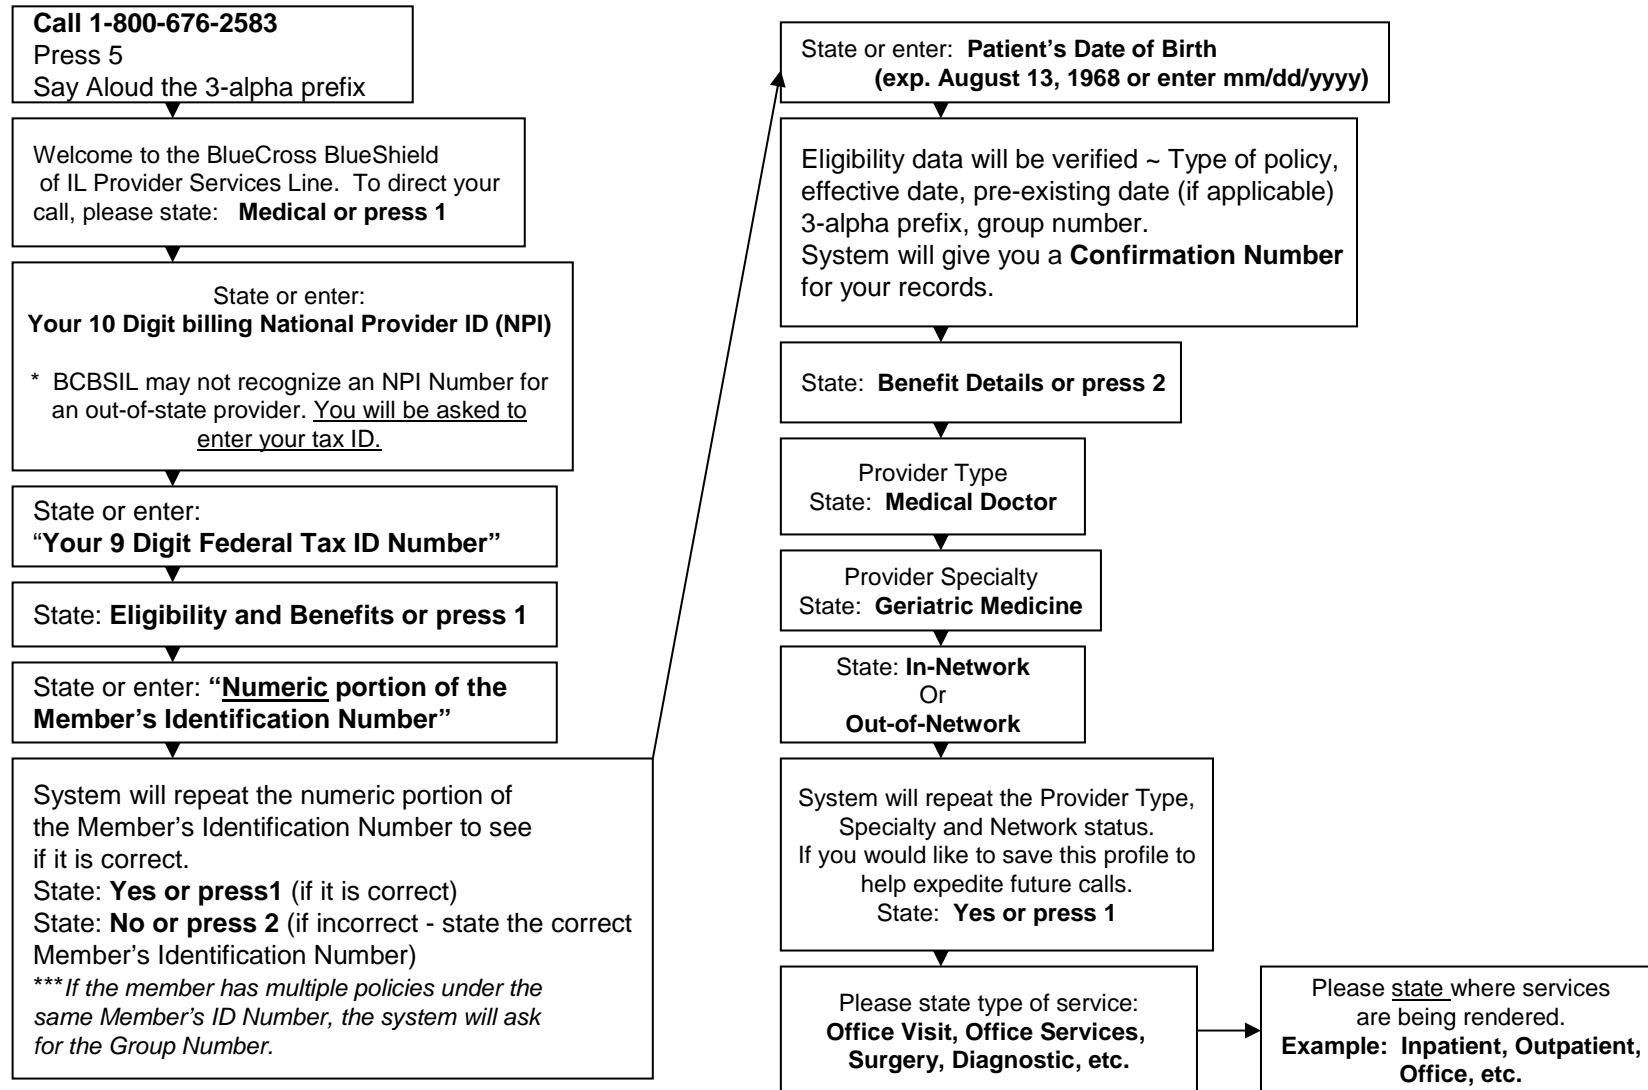 Call 1-800-676-2583
Press 5
Say Aloud the 3-alpha prefix
Welcome to the BlueCross BlueShield
of IL Provider Services Line. To direct your
call, please state: Medical or press 1
State or enter:
Your 10 Digit billing National Provider ID (NPI)
* BCBSIL may not recognize an NPI Number for
an out-of-state provider. You will be asked to
enter your tax ID.
State or enter:
“Your 9 Digit Federal Tax ID Number”
State: Eligibility and Benefits or press 1
State or enter: “Numeric portion of the
Member’s Identification Number”
System will repeat the numeric portion of
the Member’s Identification Number to see
if it is correct.
State: Yes or press1 (if it is correct)
State: No or press 2 (if incorrect - state the correct
Member’s Identification Number)
***If the member has multiple policies under the
same Member’s ID Number, the system will ask
for the Group Number.
State or enter: Patient’s Date of Birth
(exp. August 13, 1968 or enter mm/dd/yyyy)
Eligibility data will be verified ~ Type of policy,
effective date, pre-existing date (if applicable)
3-alpha prefix, group number.
System will give you a Confirmation Number
for your records.
State: Benefit Details or press 2
Provider Type
State: Medical Doctor
Provider Specialty
State: Geriatric Medicine
State: In-Network
Or
Out-of-Network
System will repeat the Provider Type,
Specialty and Network status.
If you would like to save this profile to
help expedite future calls.
State: Yes or press 1
Please state type of service:
Office Visit, Office Services,
Surgery, Diagnostic, etc.
Please state where services
are being rendered.
Example: Inpatient, Outpatient,
Office, etc.